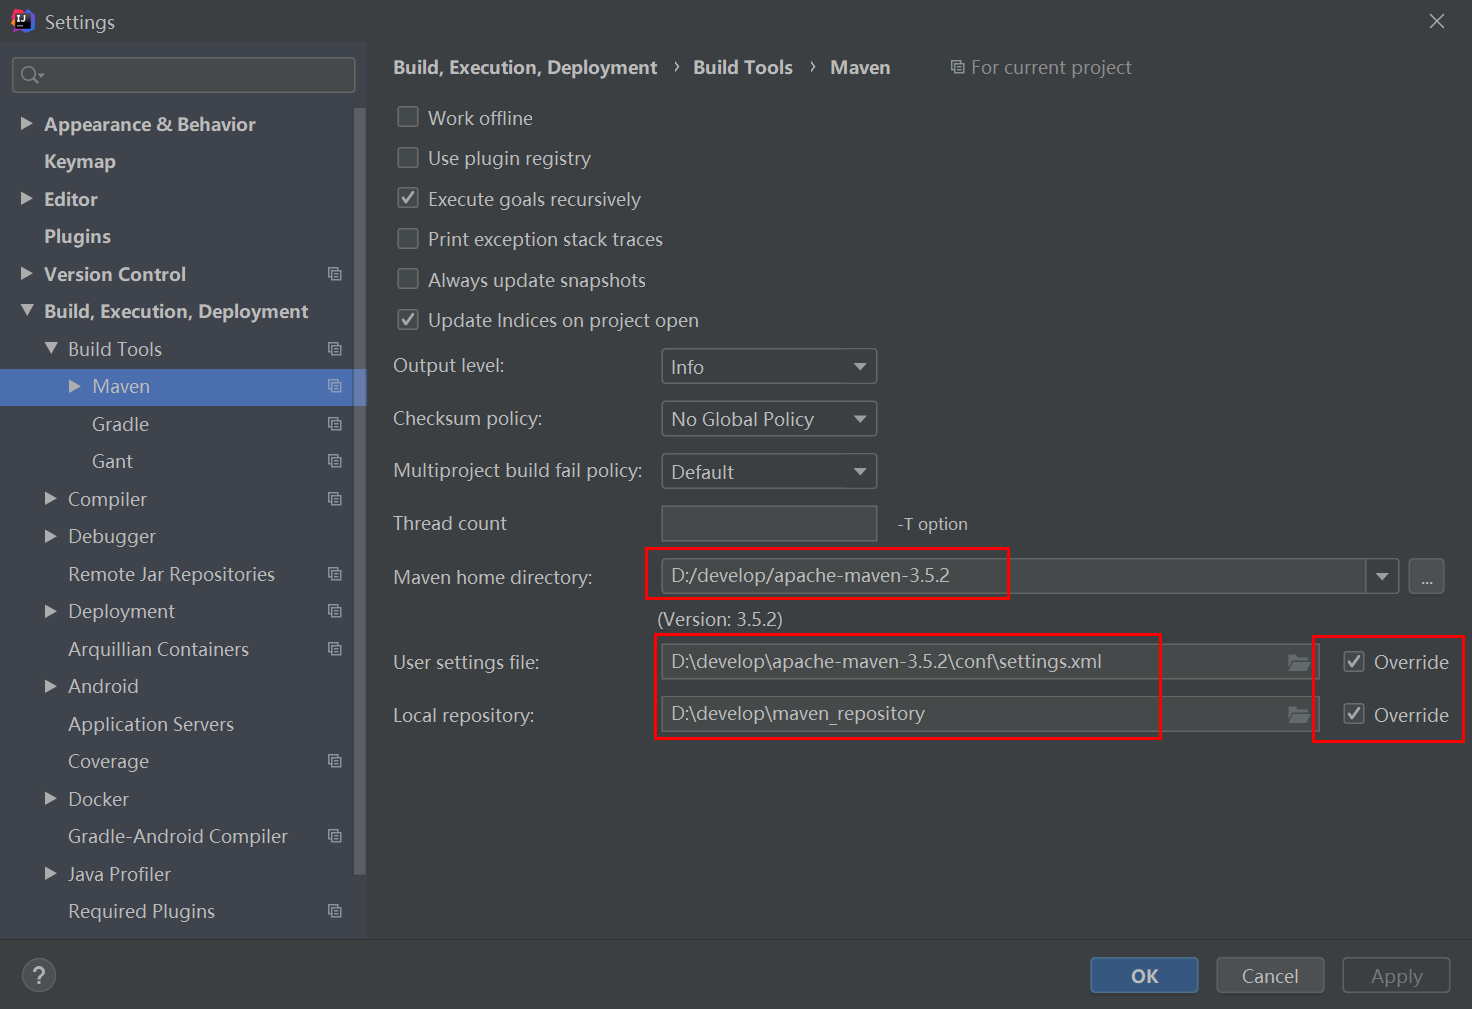 Settings
Build, Execution, Deployment › Build Tools › Maven For current project
Appearance & Behavior
Keymap
Editor
Plugins
Version Control
Build, Execution, Deployment
Build Tools
Maven
Gradle
Gant
Compiler
Debugger
Remote Jar Repositories
Deployment
Arquillian Containers
Android
Application Servers
Coverage
Docker
Gradle-Android Compiler
Java Profiler
Required Plugins
Work offline
Use plugin registry
Execute goals recursively
Print exception stack traces
Always update snapshots
Update Indices on project open
Output level: Info
Checksum policy: No Global Policy
Multiproject build fail policy: Default
Thread count -T option
Maven home directory: D:/develop/apache-maven-3.5.2 ...
(Version: 3.5.2)
User settings file: D:\develop\apache-maven-3.5.2\conf\settings.xml Override
Local repository: D:\develop\maven_repository Override
? OK Cancel Apply